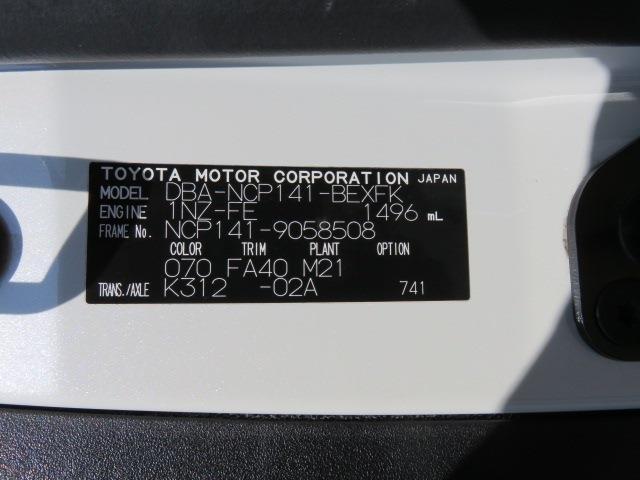 TOYOTA MOTOR CORPORATION JAPAN
MODEL DBA-NCP141-BEXFK
ENGINE 1NZ-FE 1496 mL
FRAME No. NCP141-9058508
COLOR TRIM PLANT OPTION
070 FA40 M21
TRANS./AXLE K312 -02A 741